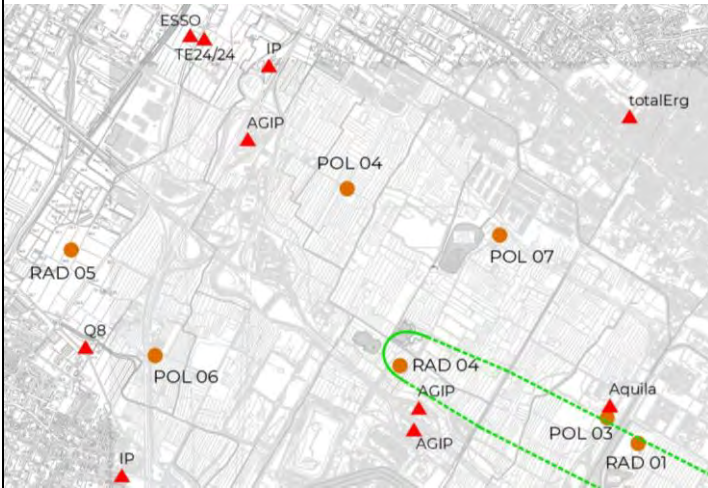 ESSO
TE24/24
IP
totalErg
AGIP
POL 04
POL 07
RAD 05
Q8
POL 06
RAD 04
AGIP
Aquila
AGIP
POL 03
IP
RAD 01